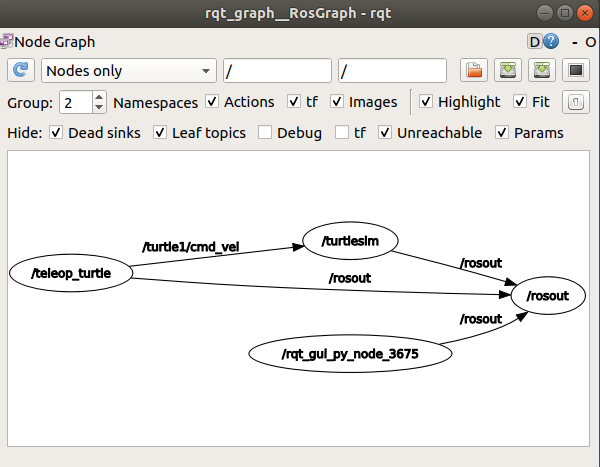 rqt_graph__RosGraph - rqt
Node Graph
D ? - O
Nodes only / /
Group: 2 Namespaces Actions tf Images Highlight Fit
Hide: Dead sinks Leaf topics Debug tf Unreachable Params
/turtle1/cmd_vel
/turtlesim
/teleop_turtle
/rosout
/rosout
/rosout
/rosout
/rqt_gui_py_node_3675